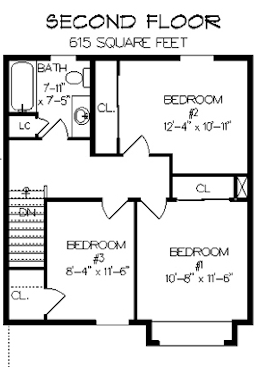 SECOND FLOOR
615 SQUARE FEET
BATH
7'-11"
x 7'-5"
LC
CL.
BEDROOM
#2
12'-4" x 10'-11"
CL
DN
BEDROOM
#3
8'-4" x 11'-6"
BEDROOM
#1
10'-8" x 11'-6"
CL.